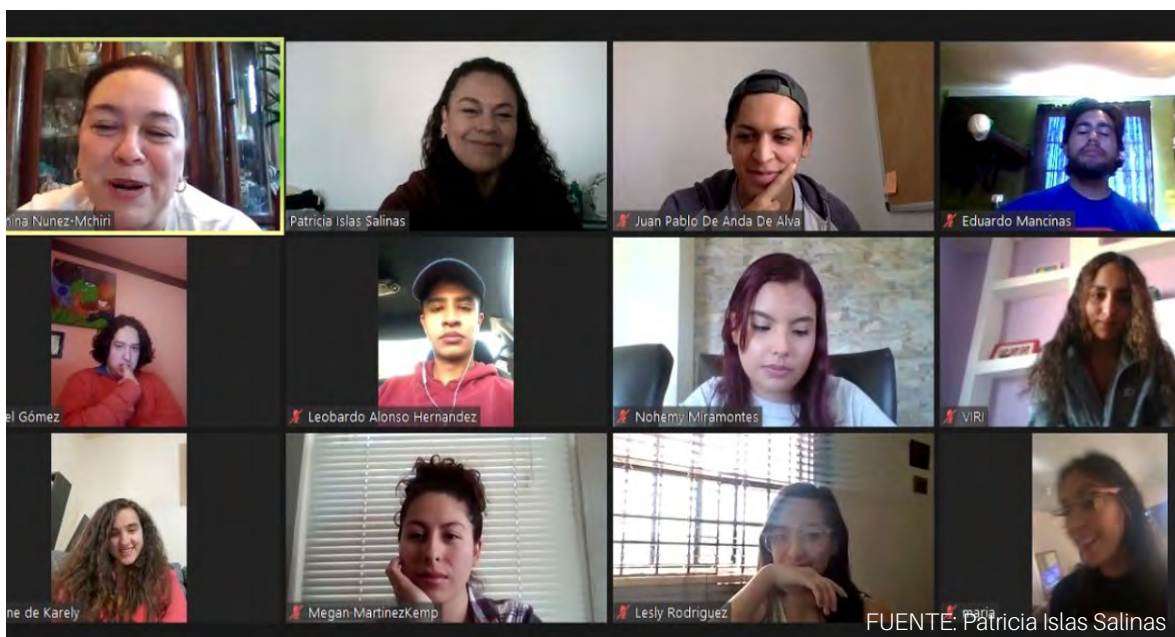 Nunez-Mchiri
Patricia Islas Salinas
Juan Pablo De Anda De Alva
Eduardo Mancinas
el Gómez
Leobardo Alonso Hernandez
Nohemy Miramontes
VIRI
ne de Karely
Megan MartinezKemp
Lesly Rodriguez
maria
FUENTE: Patricia Islas Salinas